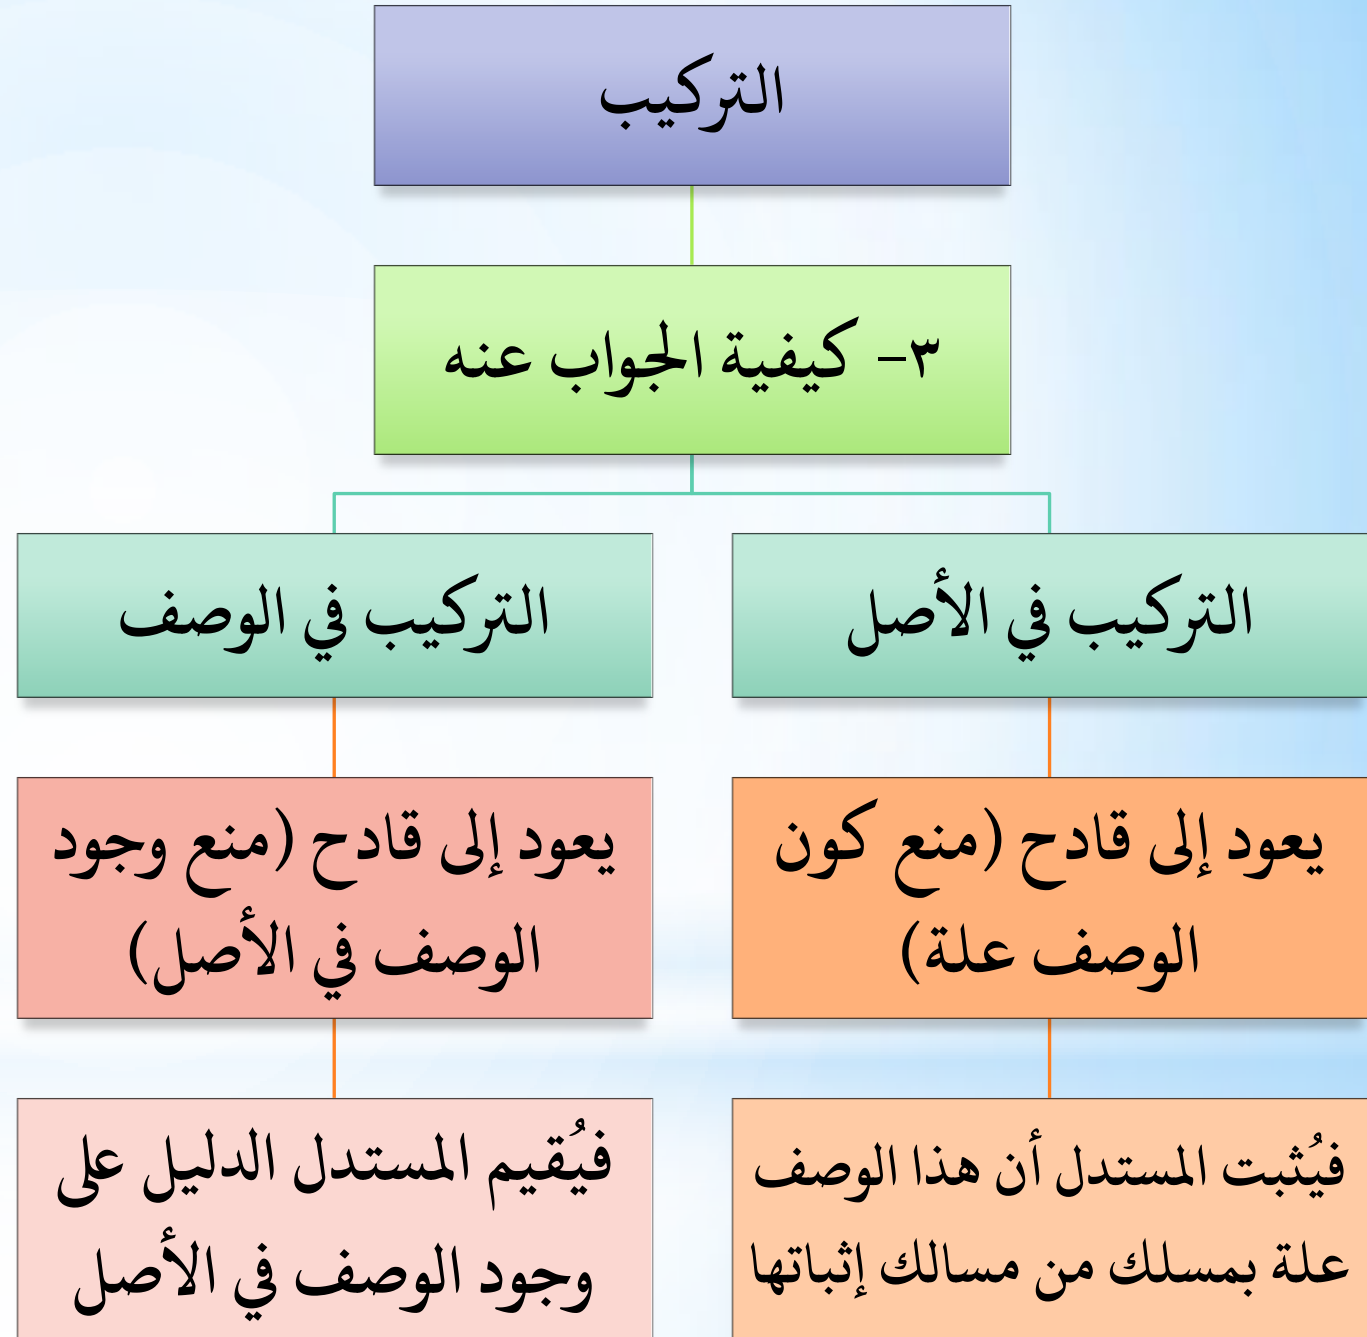 التركيب
٣- كيفية الجواب عنه
التركيب في الأصل
التركيب في الوصف
يعود إلى قادح (منع كون
الوصف علة)
يعود إلى قادح (منع وجود
الوصف في الأصل)
فيُثبت المستدل أن هذا الوصف
علة بمسلك من مسالك إثباتها
فيُقيم المستدل الدليل على
وجود الوصف في الأصل